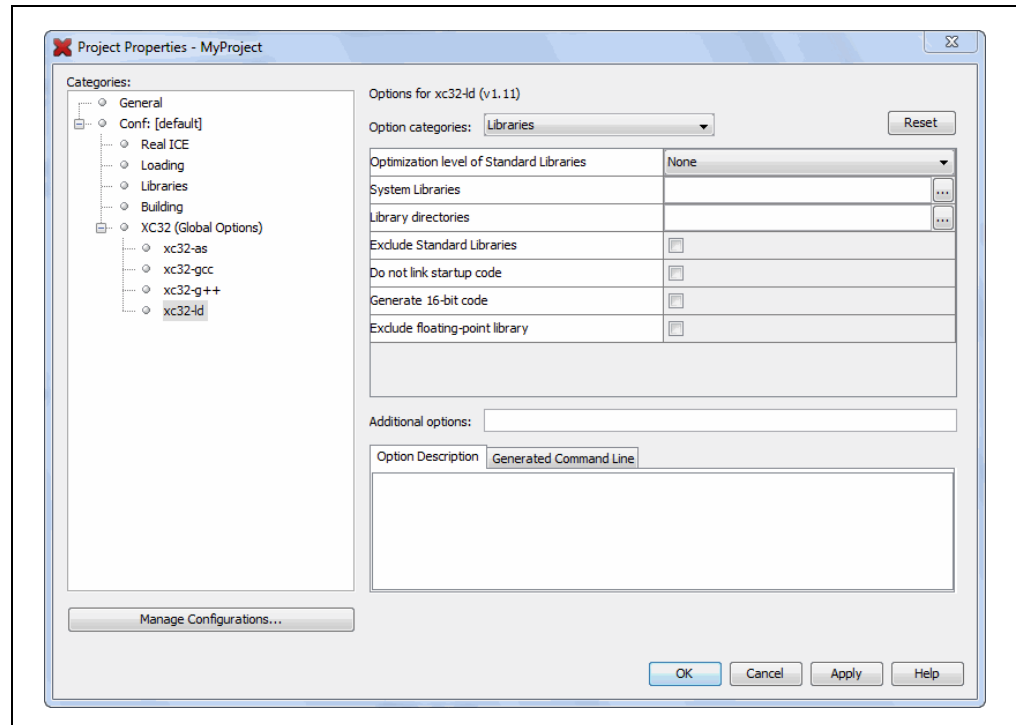 Project Properties - MyProject
Categories:
General
Conf: [default]
Real ICE
Loading
Libraries
Building
XC32 (Global Options)
xc32-as
xc32-gcc
xc32-g++
xc32-ld
Manage Configurations...
Options for xc32-ld (v1.11)
Option categories: Libraries Reset
Optimization level of Standard Libraries None
System Libraries ...
Library directories ...
Exclude Standard Libraries
Do not link startup code
Generate 16-bit code
Exclude floating-point library
Additional options:
Option Description Generated Command Line
OK Cancel Apply Help